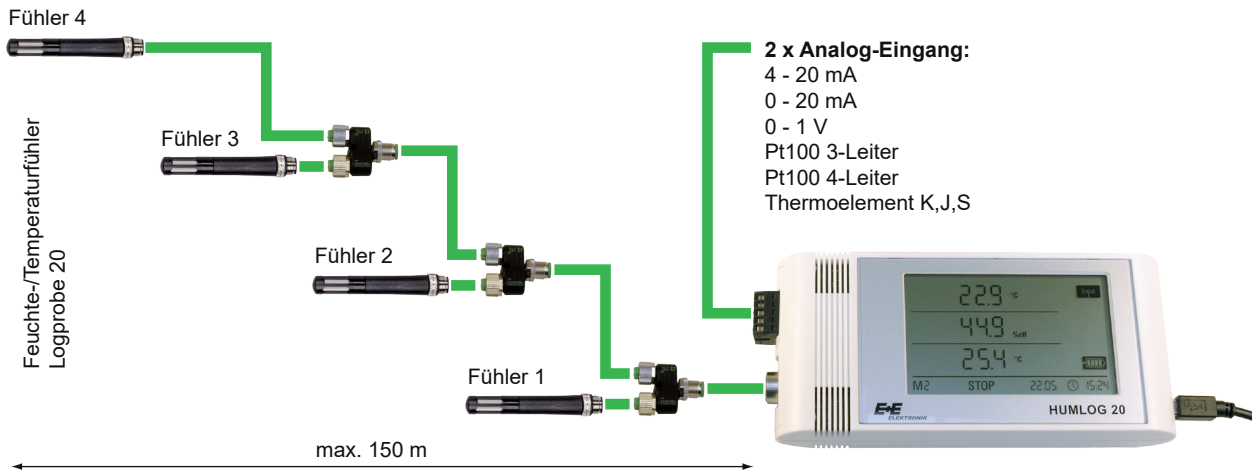 Fühler 4
2 x Analog-Eingang:
4 - 20 mA
0 - 20 mA
0 - 1 V
Pt100 3-Leiter
Pt100 4-Leiter
Thermoelement K,J,S
Fühler 3
Fühler 2
Fühler 1
Feuchte-/Temperaturfühler
Logprobe 20
22.9 °C
44.9 %rH
25.4 °C
M2 STOP 22.05. 15:24
E+E
ELEKTRONIK
HUMLOG 20
max. 150 m